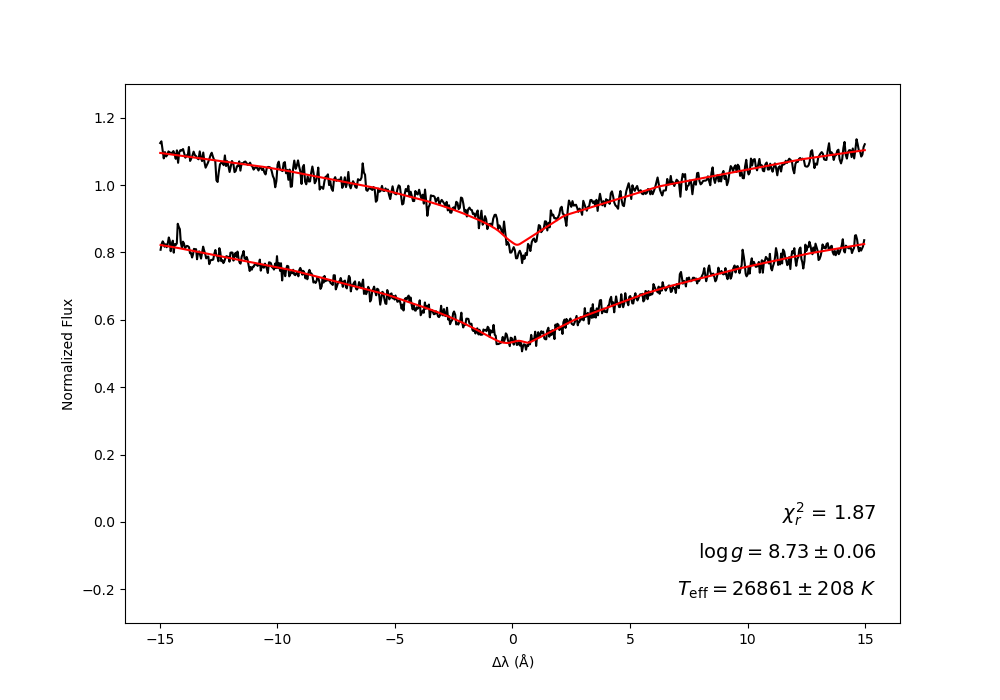 1.2
1.0
0.8
0.6
0.4
0.2
0.0
−0.2
Normalized Flux
χ²ᵣ = 1.87
log g = 8.73 ± 0.06
T_eff = 26861 ± 208 K
−15 −10 −5 0 5 10 15
Δλ (Å)